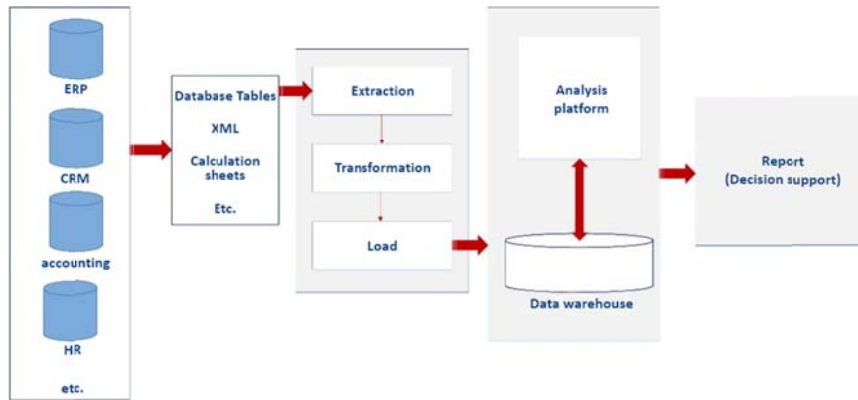 ERP
CRM
accounting
HR
etc.
Database Tables
XML
Calculation
sheets
Etc.
Extraction
Transformation
Load
Analysis
platform
Data warehouse
Report
(Decision support)